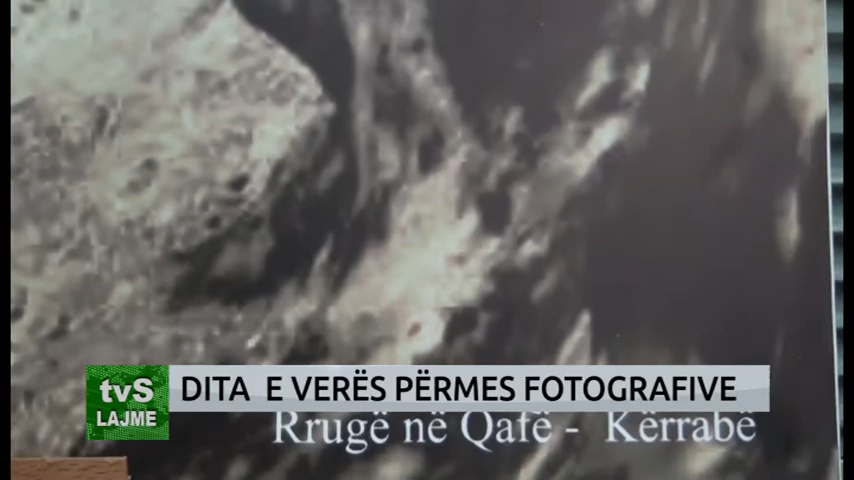 tvS
LAJME
DITA E VERËS PËRMES FOTOGRAFIVE
Rrugë në Qafë - Kërrabë